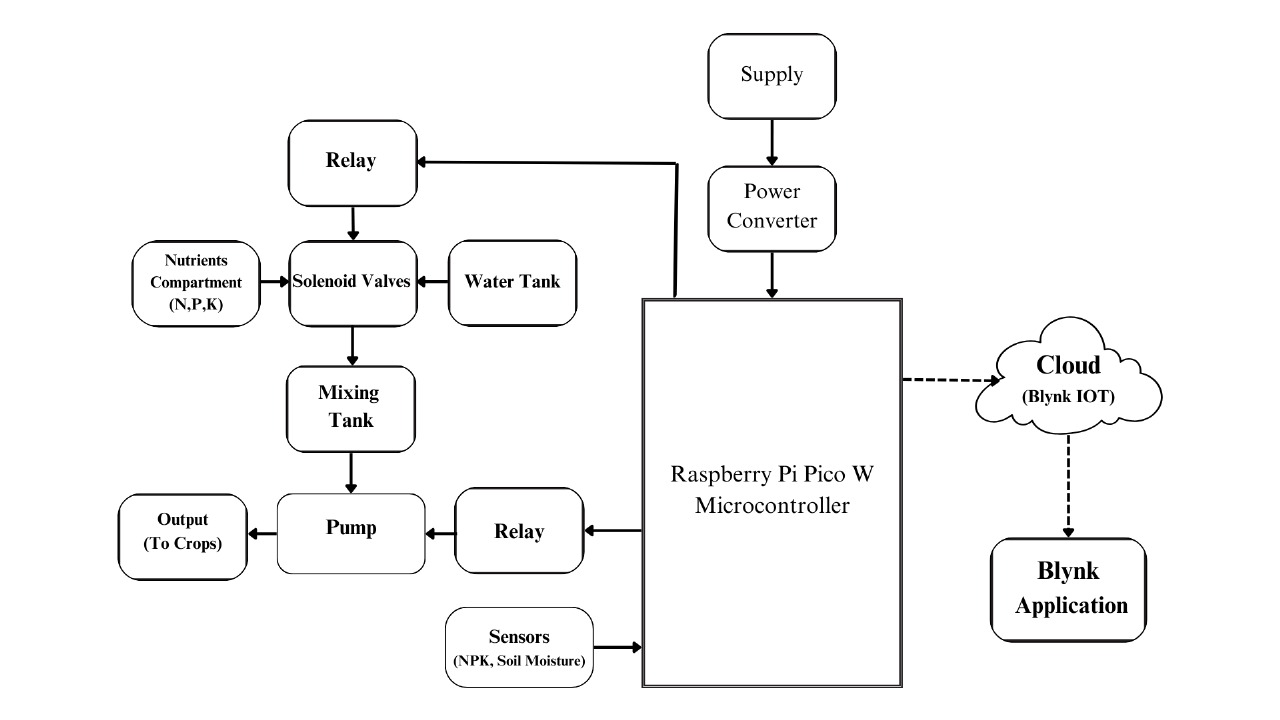 Supply
Relay
Power
Converter
Nutrients
Compartment
(N,P,K)
Solenoid Valves
Water Tank
Mixing
Tank
Cloud
(Blynk IOT)
Raspberry Pi Pico W
Microcontroller
Output
(To Crops)
Pump
Relay
Blynk
Application
Sensors
(NPK, Soil Moisture)